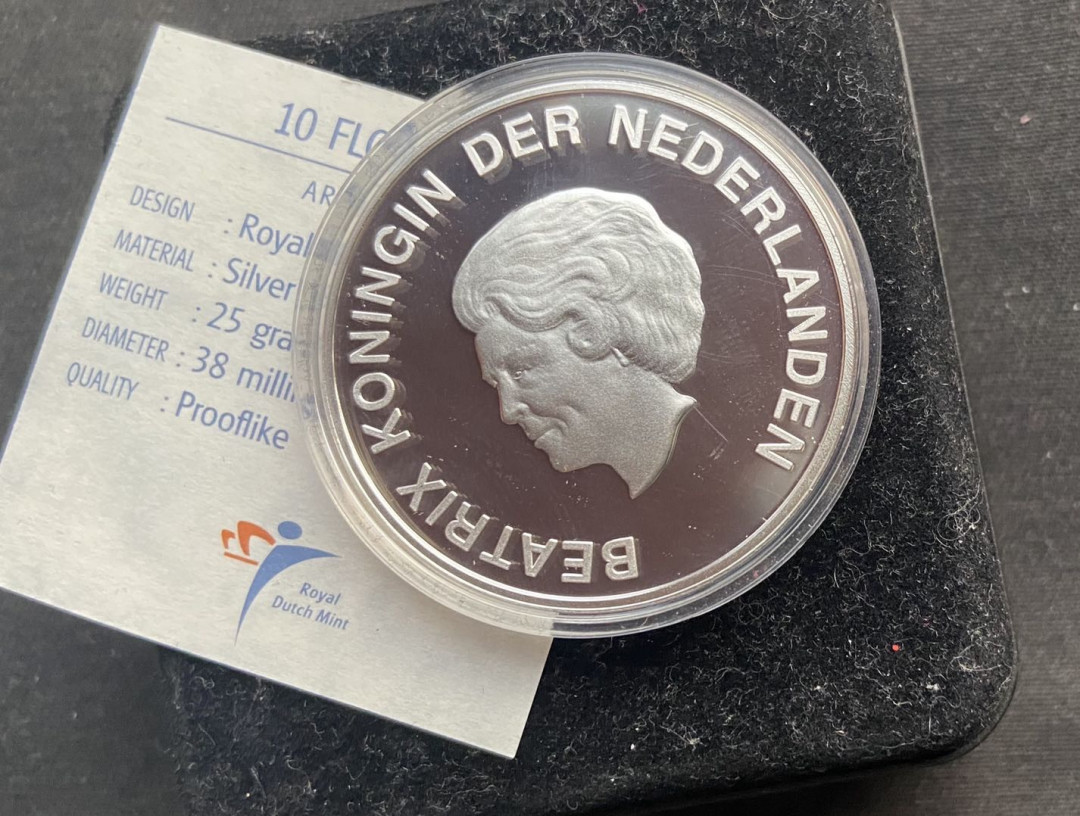 10 FLO
AR
DESIGN : Royal
MATERIAL : Silver
WEIGHT : 25 gra
DIAMETER : 38 milli
QUALITY : Prooflike
Royal
Dutch Mint
BEATRIX KONINGIN DER NEDERLANDEN